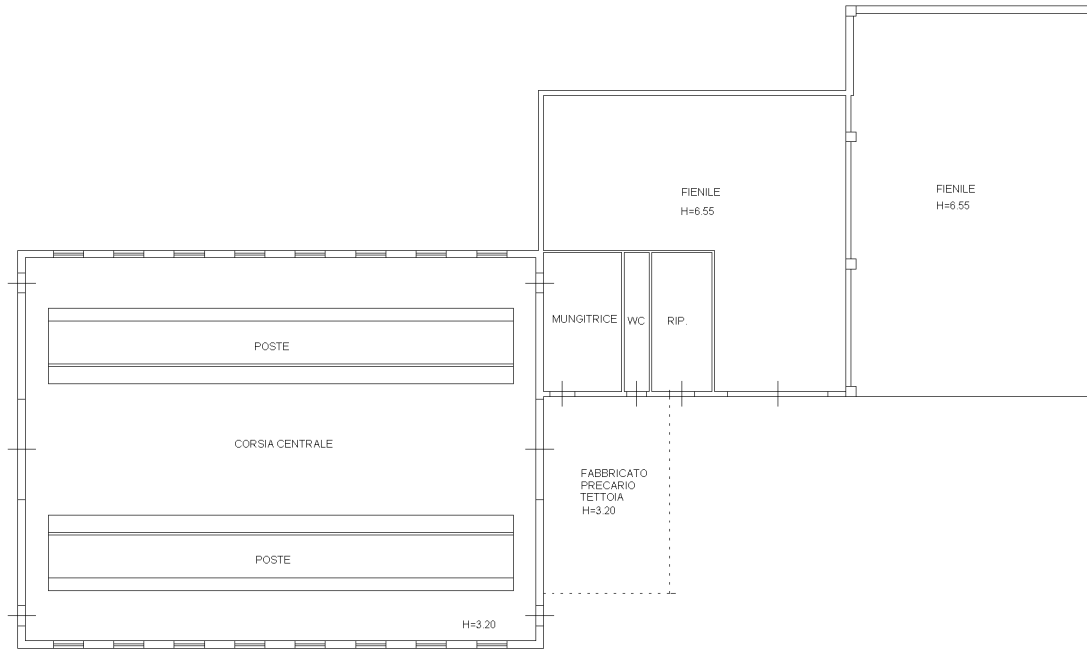 FIENILE
H=6.55
FIENILE
H=6.55
MUNGITRICE
WC
RIP.
POSTE
CORSIA CENTRALE
FABBRICATO
PRECARIO
TETTOIA
H=3.20
POSTE
H=3.20